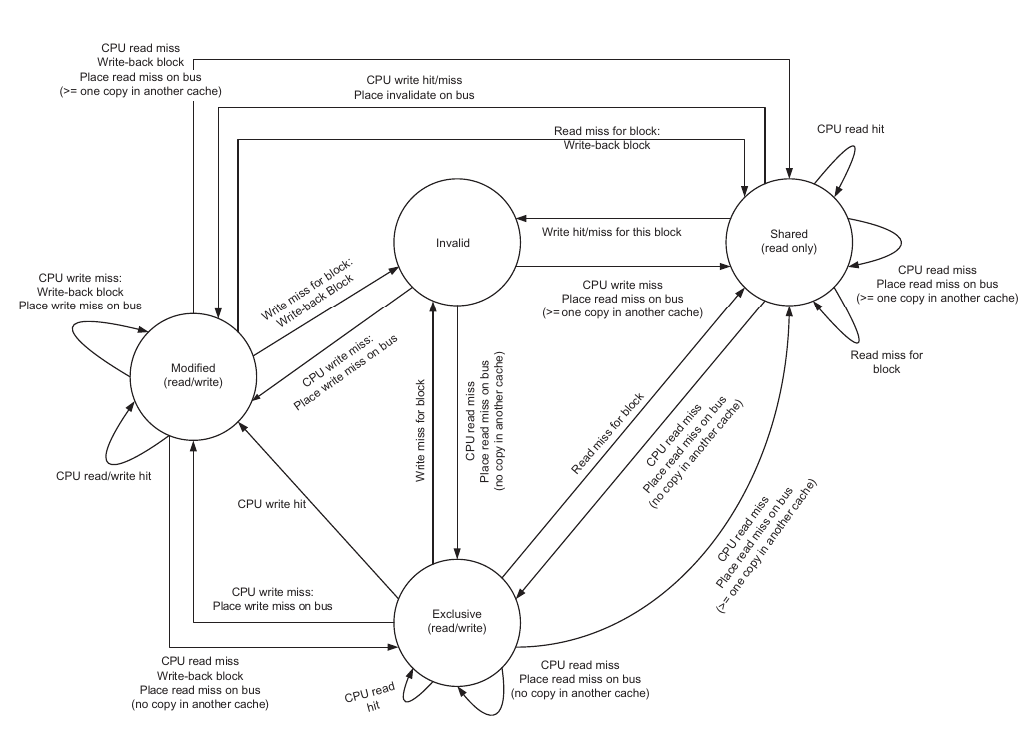 CPU read miss
Write-back block
Place read miss on bus
(>= one copy in another cache)
CPU write hit/miss
Place invalidate on bus
Read miss for block:
Write-back block
CPU read hit
Invalid
Shared
(read only)
Write hit/miss for this block
CPU write miss
Place read miss on bus
(>= one copy in another cache)
CPU read miss
Place read miss on bus
(>= one copy in another cache)
Read miss for
block
CPU write miss:
Write-back block
Place write miss on bus
Write miss for block:
Write-Back Block
CPU write miss:
Place write miss on bus
Modified
(read/write)
CPU read/write hit
Write miss for block
CPU read miss
Place read miss on bus
(no copy in another cache)
Read miss for block
CPU read miss
Place read miss on bus
(no copy in another cache)
CPU read miss
Place read miss on bus
(>= one copy in another cache)
CPU write hit
CPU write miss:
Place write miss on bus
Exclusive
(read/write)
CPU read miss
Write-back block
Place read miss on bus
(no copy in another cache)
CPU read
hit
CPU read miss
Place read miss on bus
(no copy in another cache)